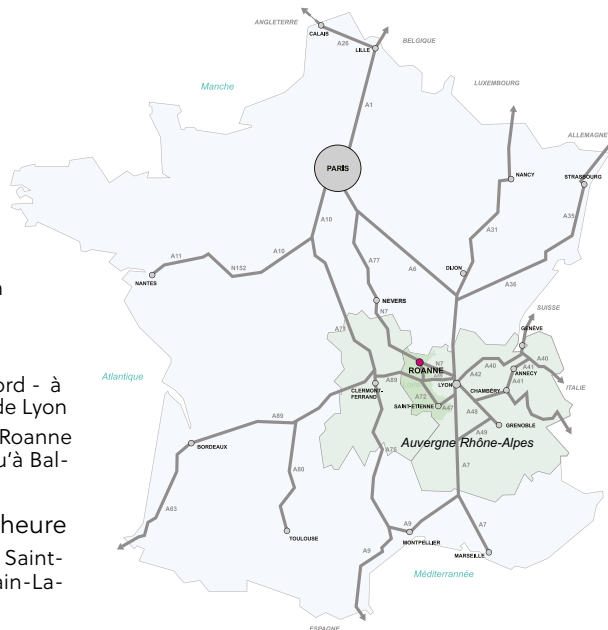 ANGLETERRE
CALAIS
A26
LILLE
BELGIQUE
Manche
A1
LUXEMBOURG
ALLEMAGNE
PARIS
NANCY
STRASBOURG
A10
A35
A31
A11
N152
A10
A77
A6
DIJON
A36
NANTES
n
NEVERS
N7
SUISSE
A71
GENÈVE
ROANNE
N7
A40
A40
A42
A41
ANNECY
Atlantique
ord - à
de Lyon
CLERMONT-
FERRAND
A89
LYON
CHAMBÉRY
A41
ITALIE
A72
SAINT-ETIENNE
A47
A48
A89
Roanne
u'à Bal-
BORDEAUX
A49
GRENOBLE
Auvergne Rhône-Alpes
A75
A80
A7
A63
heure
Saint-
ain-La-
TOULOUSE
A9
MONTPELLIER
A7
MARSEILLE
A9
Méditerrannée
ESPAGNE